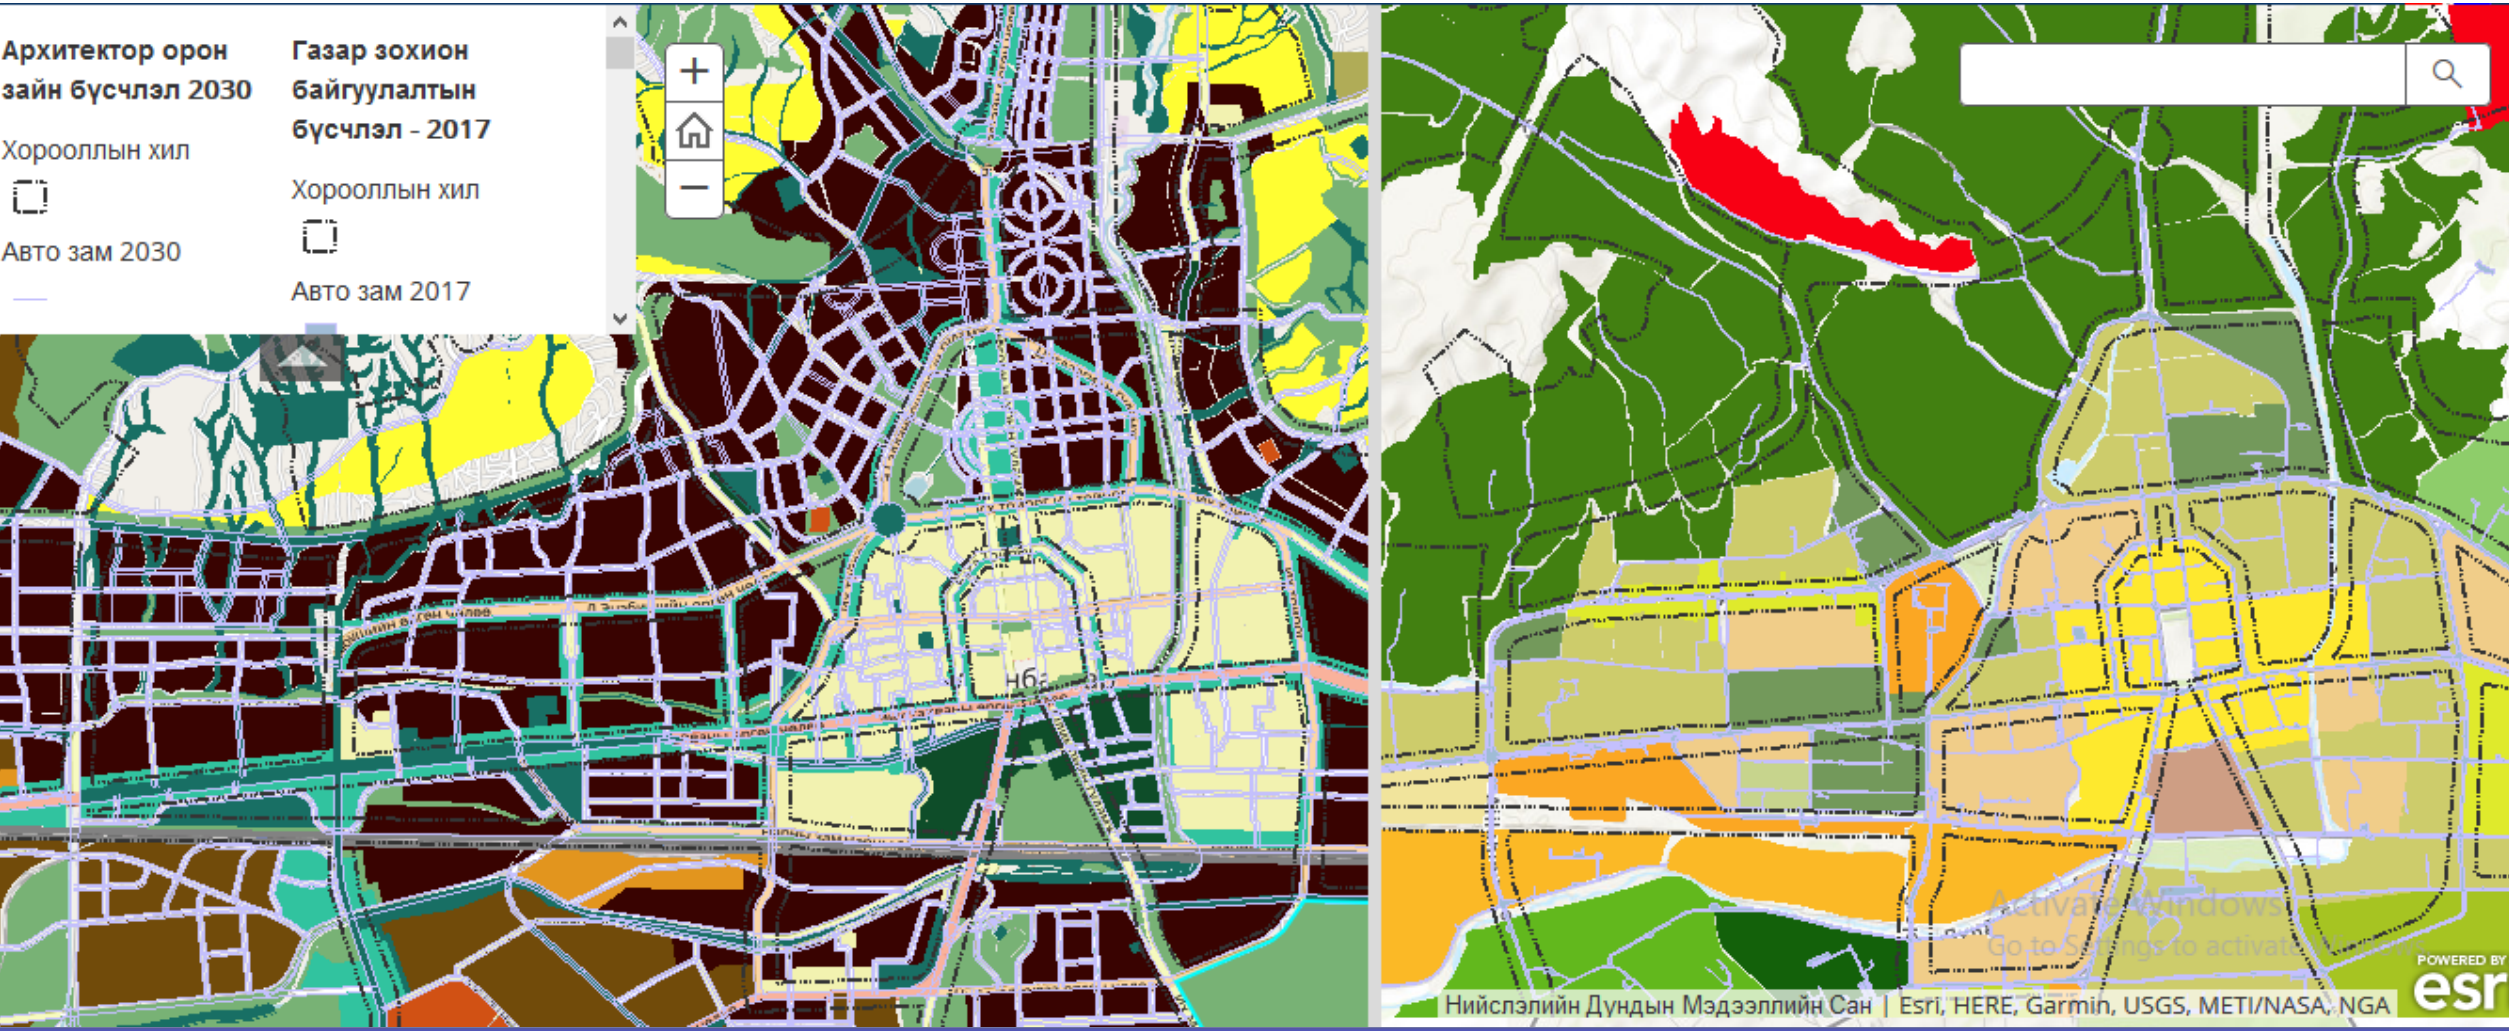 Архитектор орон
зайн бүсчлэл 2030
Хорооллын хил
Авто зам 2030
Газар зохион
байгуулалтын
бүсчлэл - 2017
Хорооллын хил
Авто зам 2017
нба
Activate Windows
Go to Settings to activate
POWERED BY
esri
Нийслэлийн Дундын Мэдээллийн Сан | Esri, HERE, Garmin, USGS, METI/NASA, NGA